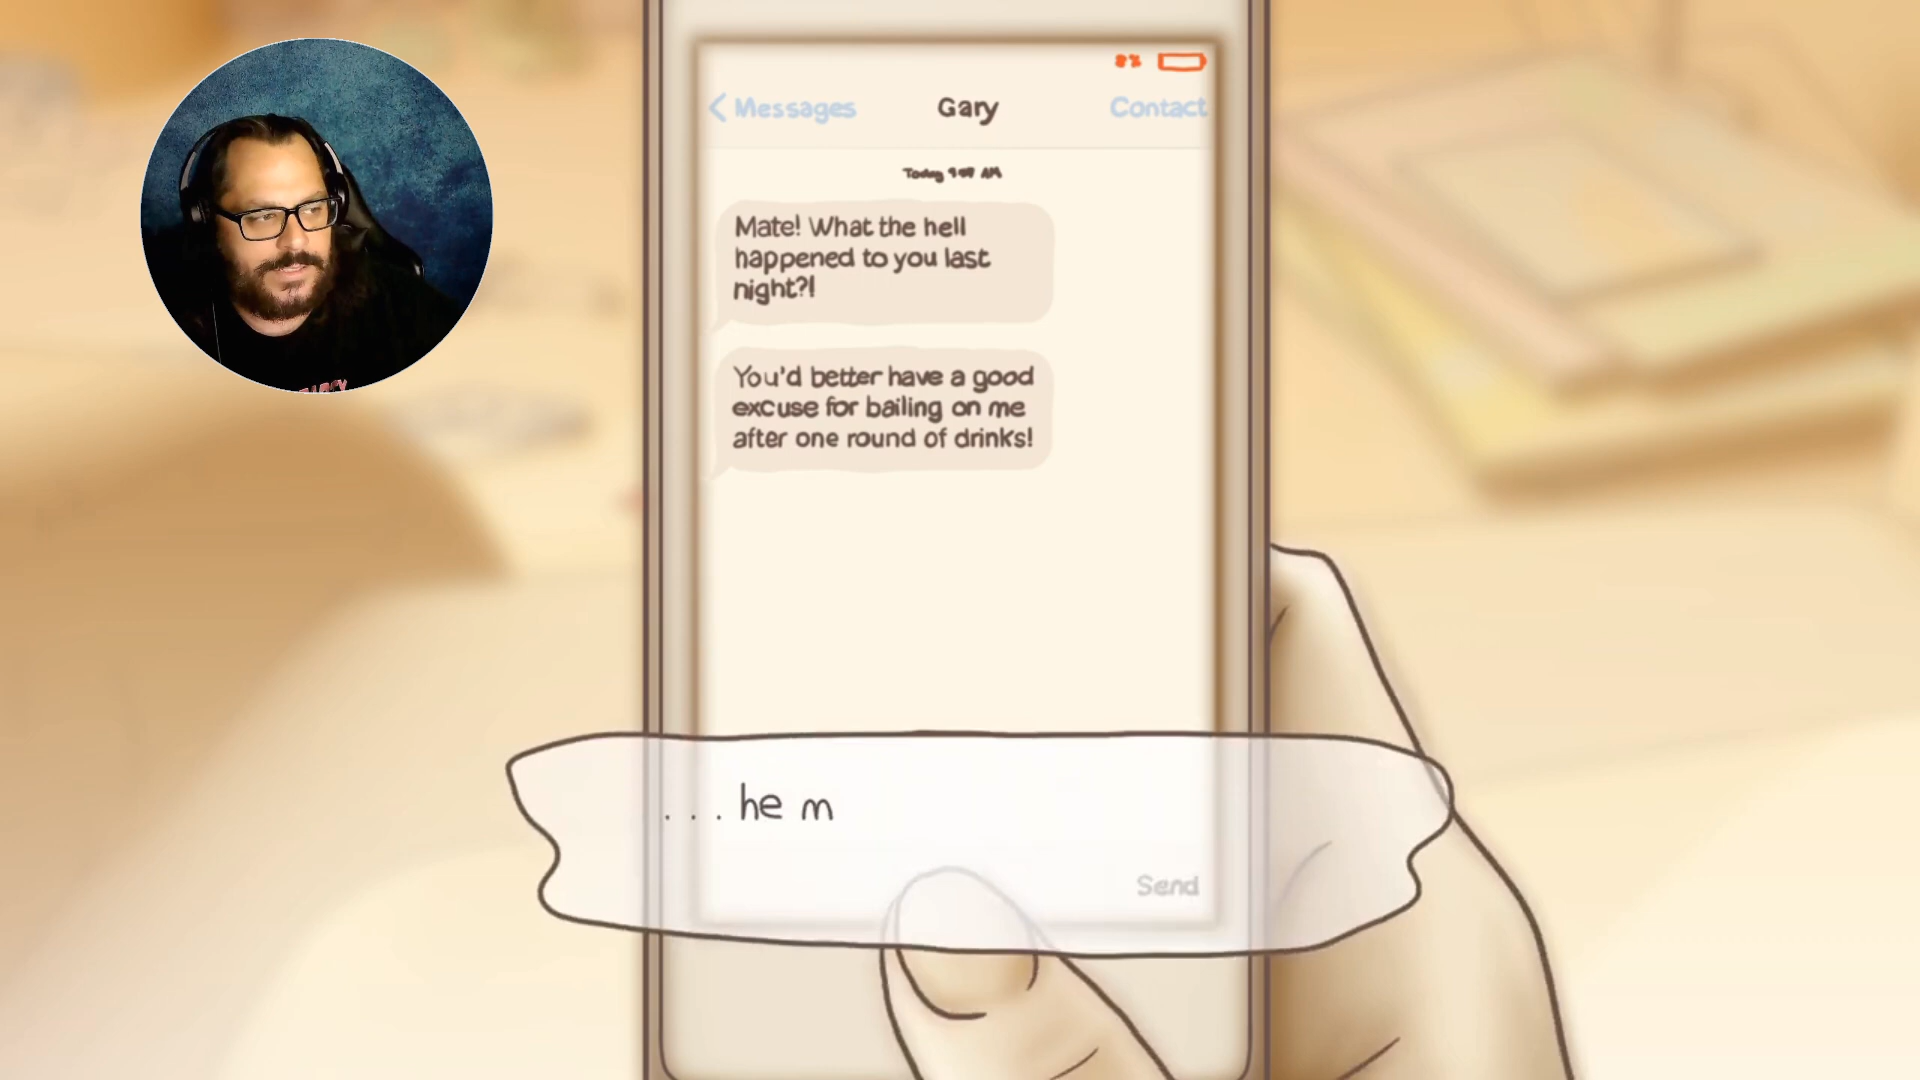 8%
Messages
Gary
Contact
Mate! What the hell
happened to you last
night?!
You'd better have a good
excuse for bailing on me
after one round of drinks!
. . . he m
Send